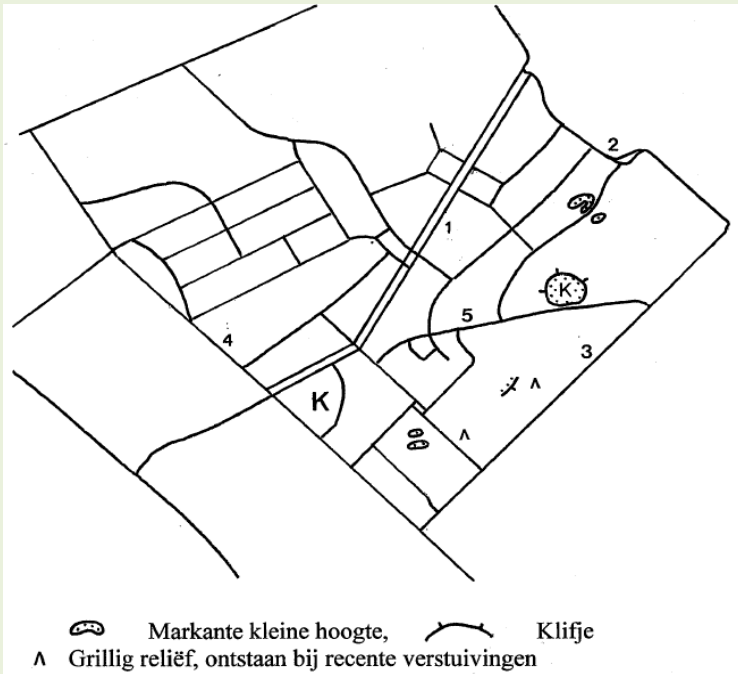 2
1
K
5
4
3
K
Markante kleine hoogte, Klifje
ʌ Grillig reliëf, ontstaan bij recente verstuivingen